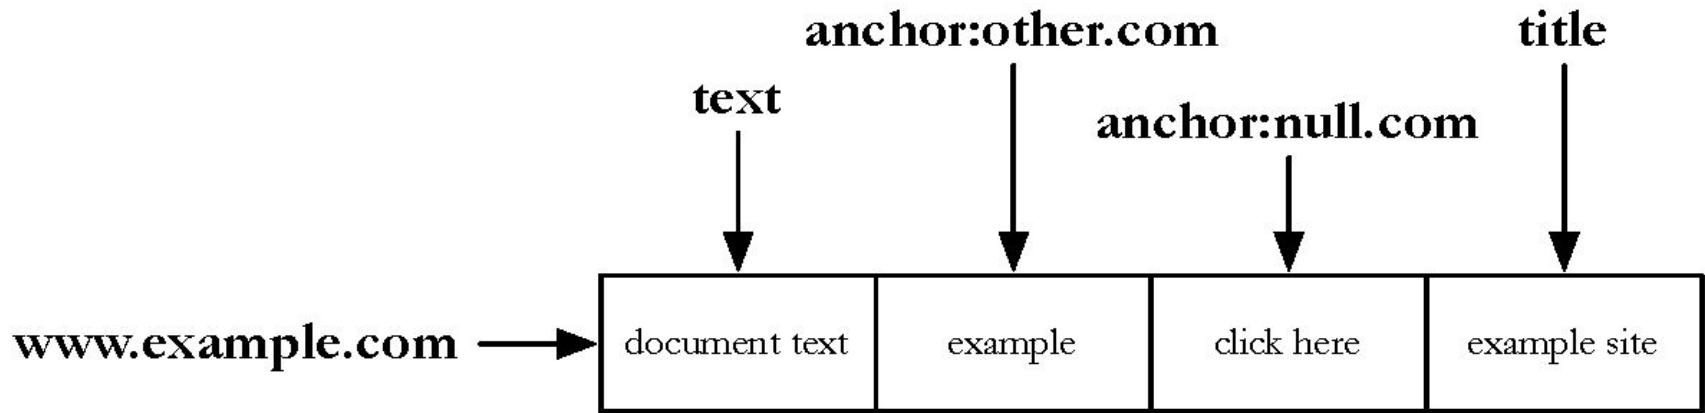 anchor:other.com
title
text
anchor:null.com
www.example.com
document text
example
click here
example site